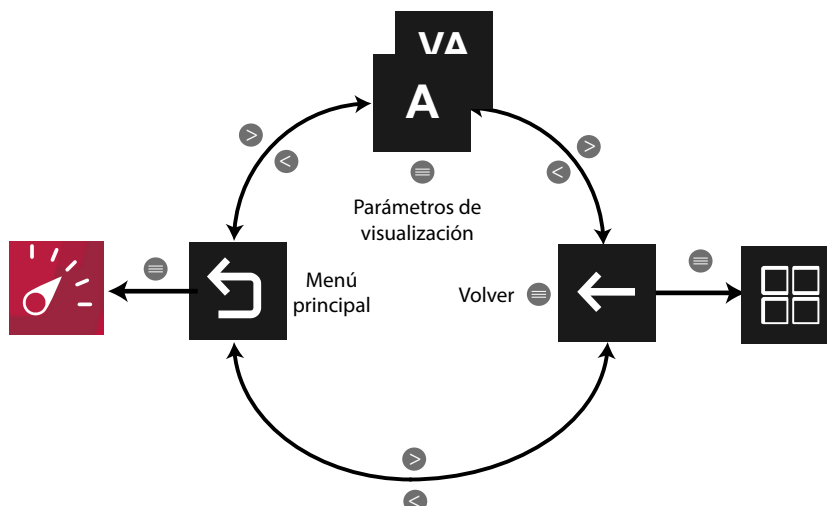 VA
A
>
>
<
<
Parámetros de
visualización
Menú
principal
Volver
>
<